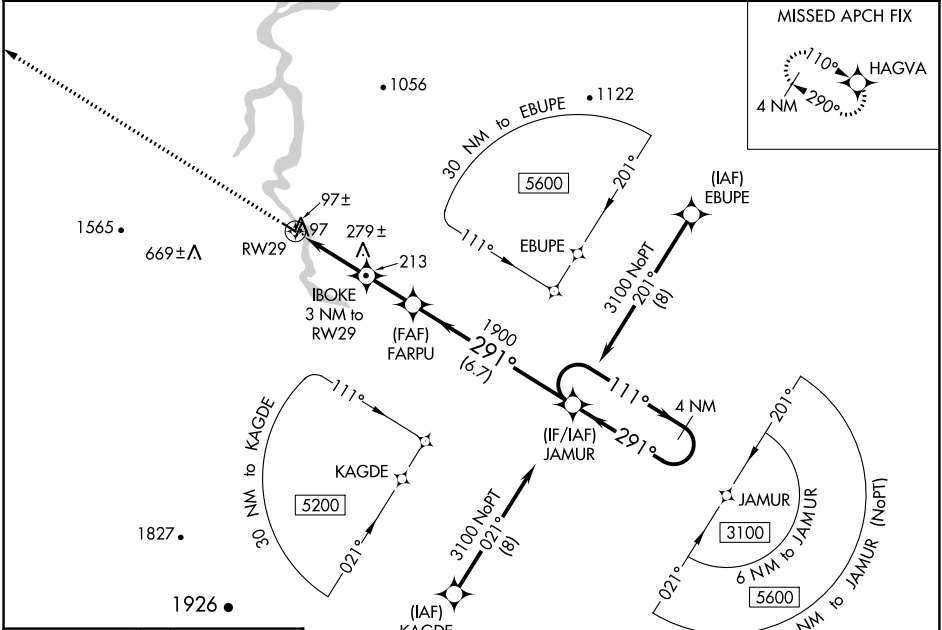 MISSED APCH FIX
110°
HAGVA
4 NM
290°
1056
1122
30 NM to EBUPE
5600
201°
111°
EBUPE
(IAF)
EBUPE
3100 NoPT
201°
(8)
1565
669±
97±
97
RW29
279±
213
IBOKE
3 NM to
RW29
(FAF)
FARPU
1900
291°
(6.7)
111°
4 NM
291°
(IF/IAF)
JAMUR
111°
30 NM to KAGDE
KAGDE
5200
021°
3100 NoPT
021°
(8)
(IAF)
KAGDE
201°
JAMUR
3100
6 NM to JAMUR
021°
5600
NM to JAMUR (NoPT)
1827
1926